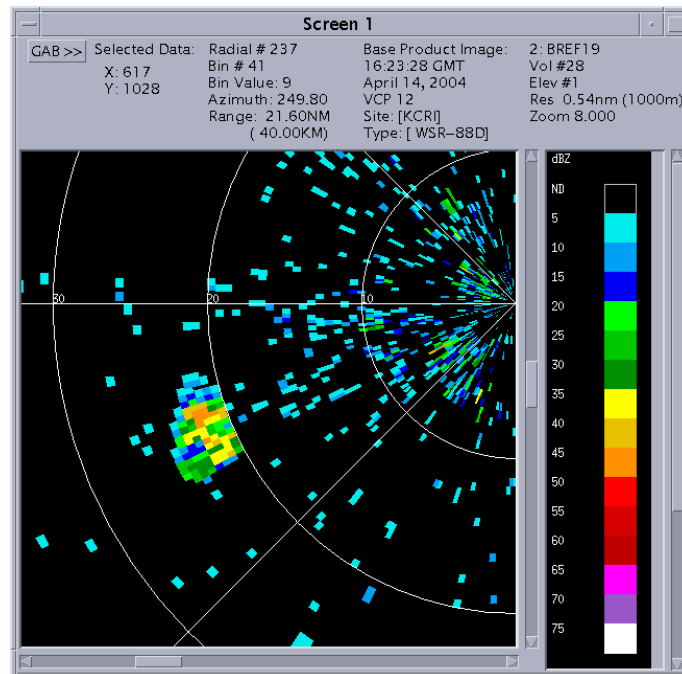 Screen 1
GAB >>
Selected Data:
X: 617
Y: 1028
Radial # 237
Bin # 41
Bin Value: 9
Azimuth: 249.80
Range: 21.60NM
( 40.00KM)
Base Product Image:
16:23:28 GMT
April 14, 2004
VCP 12
Site: [KCRI]
Type: [ WSR-88D]
2: BREF19
Vol #28
Elev #1
Res 0.54nm (1000m)
Zoom 8.000
30
20
10
dBZ
ND
5
10
15
20
25
30
35
40
45
50
55
60
65
70
75